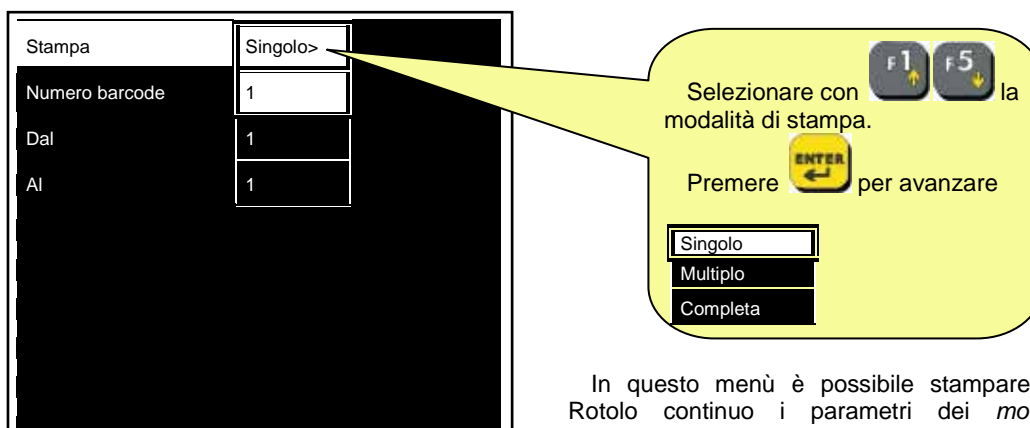 Stampa Singolo>
Numero barcode 1
Dal 1
Al 1
Selezionare con F1 F5 la
modalità di stampa.
Premere ENTER per avanzare
Singolo
Multiplo
Completa
In questo menù è possibile stampare
Rotolo continuo i parametri dei mo